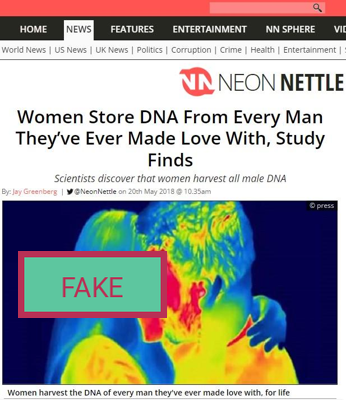 HOME NEWS FEATURES ENTERTAINMENT NN SPHERE
World News | US News | UK News | Politics | Corruption | Crime | Health | Entertainment |
NN NEON NETTLE
Women Store DNA From Every Man
They’ve Ever Made Love With, Study
Finds
Scientists discover that women harvest all male DNA
By: Jay Greenberg | @NeonNettle on 20th May 2018 @ 10.35am
© press
FAKE
Women harvest the DNA of every man they've ever made love with, for life